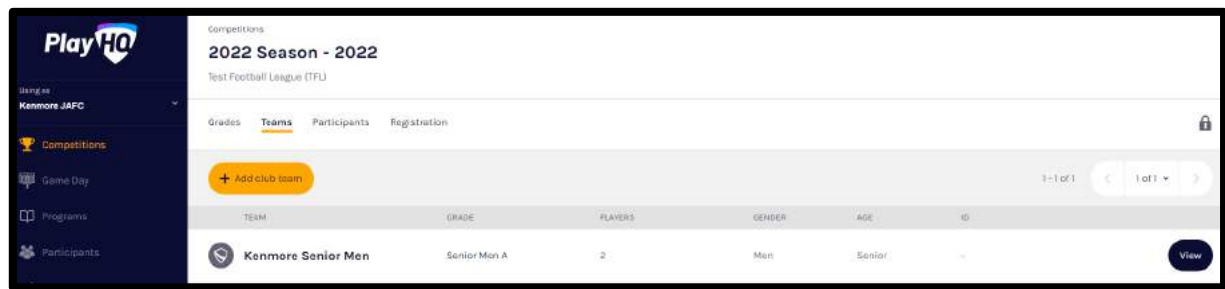 PlayHQ
Using as
Kenmore JAFC
Competitions
Game Day
Programs
Participants
Competitions
2022 Season - 2022
Test Football League (TFL)
Grades Teams Participants Registration
+ Add club team
1-1 of 1 1 of 1
TEAM GRADE PLAYERS GENDER AGE ID
Kenmore Senior Men Senior Men A 2 Men Senior - View